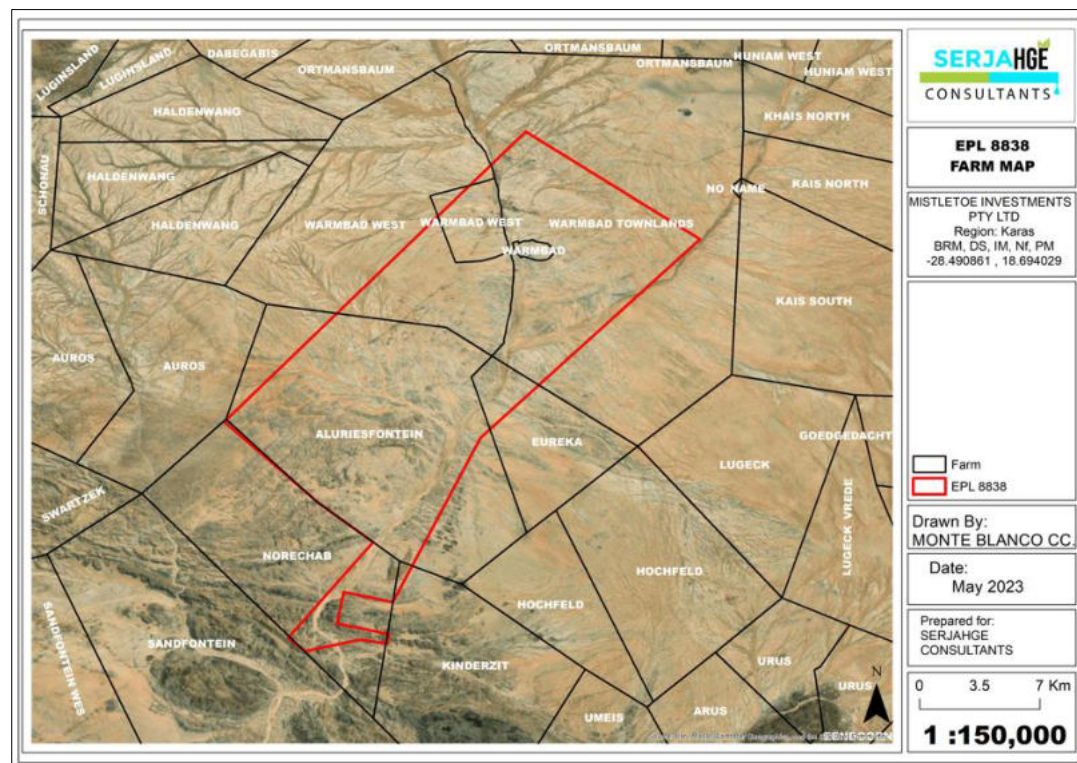 LUGINSLAND
LUGINSLAND
DABEGABIS
ORTMANSBAUM
ORTMANSBAUM
ORTMANSBAUM
HUNIAM WEST
HUNIAM WEST
HALDENWANG
KHAIS NORTH
SCHONAU
HALDENWANG
NO NAME
KAIS NORTH
HALDENWANG
WARMBAD WEST
WARMBAD WEST
WARMBAD TOWNLANDS
WARMBAD
KAIS SOUTH
AUROS
AUROS
ALURIESFONTEIN
EUREKA
GOEDGEDACHT
LUGECK
SWARTZEK
LUGECK VREDE
NORECHAB
HOCHFELD
HOCHFELD
SANDFONTEIN WES
SANDFONTEIN
KINDERZIT
URUS
URUS
UMEIS
ARUS
N
SERJAHGE
CONSULTANTS
EPL 8838
FARM MAP
MISTLETOE INVESTMENTS
PTY LTD
Region: Karas
BRM, DS, IM, Nf, PM
-28.490861 , 18.694029
Farm
EPL 8838
Drawn By:
MONTE BLANCO CC.
Date:
May 2023
Prepared for:
SERJAHGE
CONSULTANTS
0 3.5 7 Km
1 :150,000